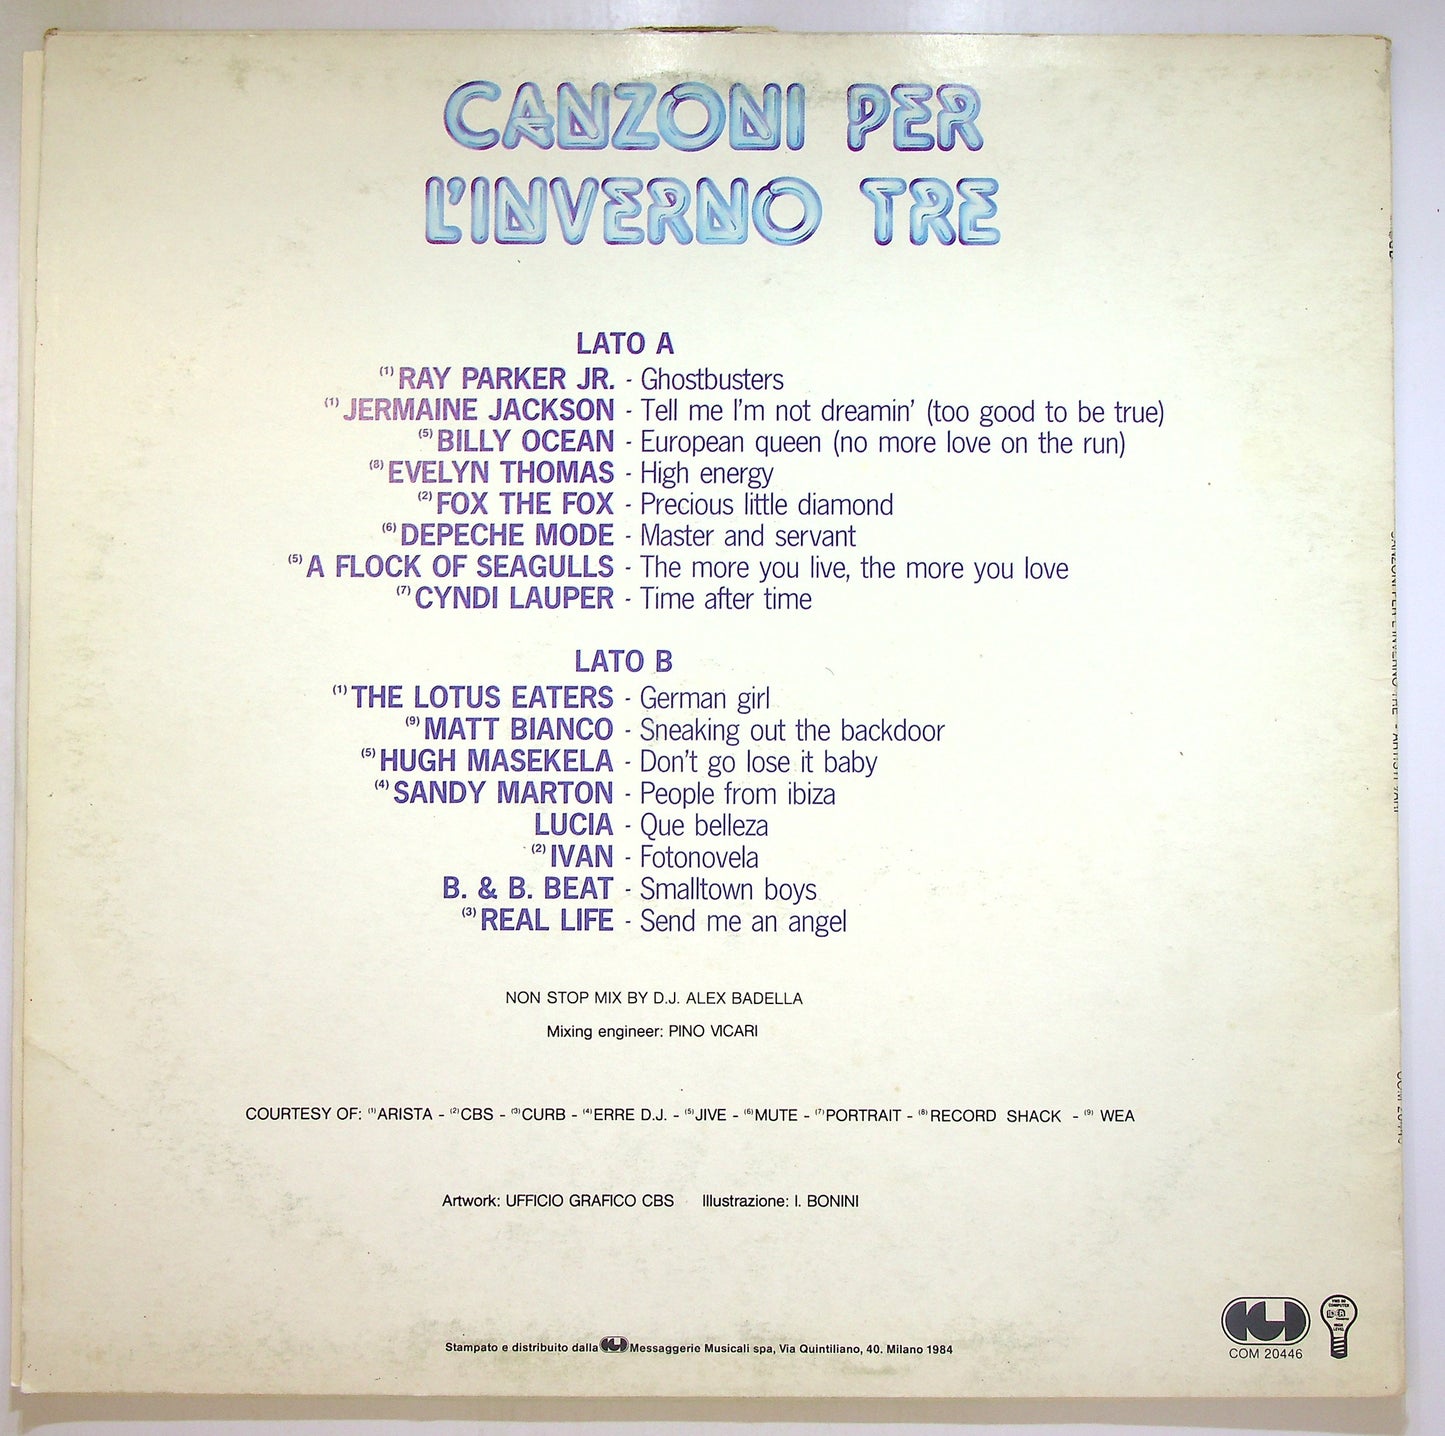 CANZONI PER
L'INVERNO TRE
LATO A
(1) RAY PARKER JR. - Ghostbusters
(1) JERMAINE JACKSON - Tell me I'm not dreamin' (too good to be true)
(5) BILLY OCEAN - European queen (no more love on the run)
(8) EVELYN THOMAS - High energy
(2) FOX THE FOX - Precious little diamond
(6) DEPECHE MODE - Master and servant
(5) A FLOCK OF SEAGULLS - The more you live, the more you love
(7) CYNDI LAUPER - Time after time
LATO B
(1) THE LOTUS EATERS - German girl
(9) MATT BIANCO - Sneaking out the backdoor
(5) HUGH MASEKELA - Don't go lose it baby
(4) SANDY MARTON - People from ibiza
LUCIA - Que belleza
(2) IVAN - Fotonovela
B. & B. BEAT - Smalltown boys
(3) REAL LIFE - Send me an angel
NON STOP MIX BY D.J. ALEX BADELLA
Mixing engineer: PINO VICARI
COURTESY OF: (1) ARISTA - (2) CBS - (3) CURB - (4) ERRE D.J. - (5) JIVE - (6) MUTE - (7) PORTRAIT - (8) RECORD SHACK - (9) WEA
Artwork: UFFICIO GRAFICO CBS Illustrazione: I. BONINI
COM 20446
Stampato e distribuito dalla Messaggerie Musicali spa, Via Quintiliano, 40. Milano 1984